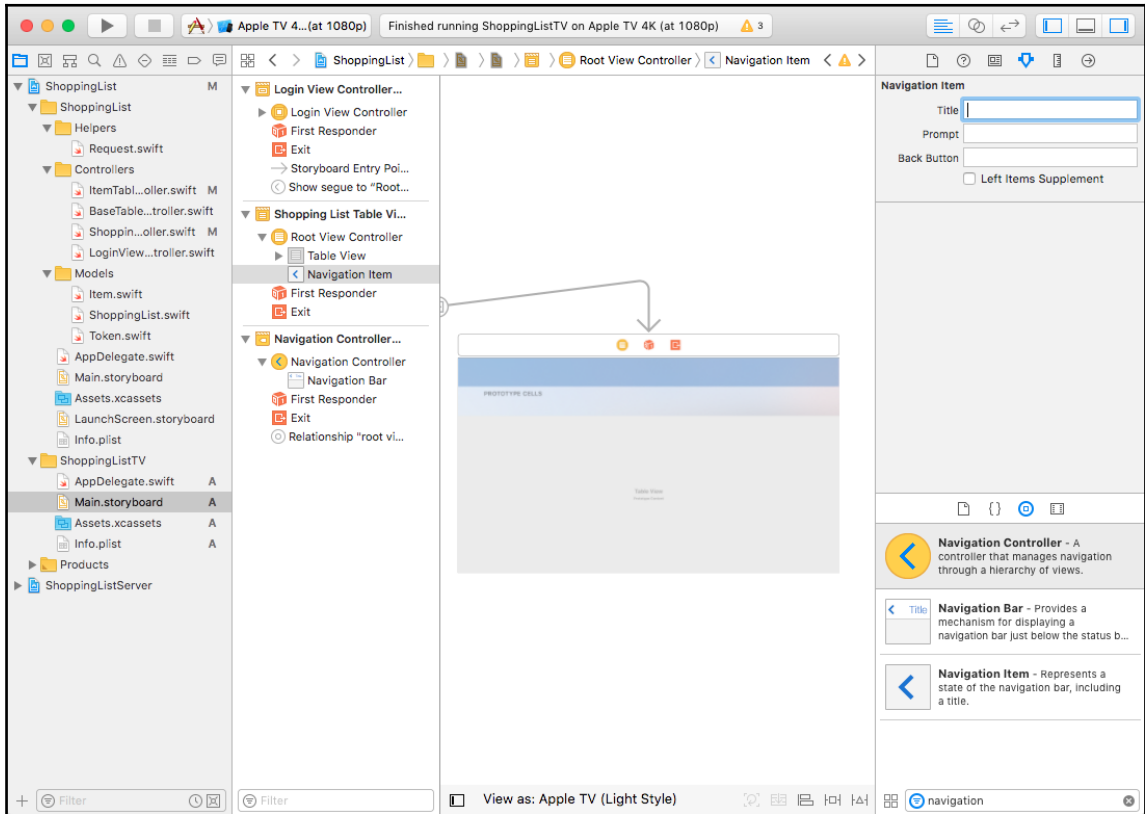 Apple TV 4...(at 1080p)
Finished running ShoppingListTV on Apple TV 4K (at 1080p)
3
ShoppingList
Root View Controller
Navigation Item
ShoppingList M
ShoppingList
Helpers
Request.swift
Controllers
ItemTabl...oller.swift M
BaseTable...troller.swift
Shoppin...oller.swift M
LoginView...troller.swift
Models
Item.swift
ShoppingList.swift
Token.swift
AppDelegate.swift
Main.storyboard
Assets.xcassets
LaunchScreen.storyboard
Info.plist
ShoppingListTV
AppDelegate.swift A
Main.storyboard A
Assets.xcassets A
Info.plist A
Products
ShoppingListServer
Filter
Login View Controller...
Login View Controller
First Responder
Exit
Storyboard Entry Poi...
Show segue to "Root...
Shopping List Table Vi...
Root View Controller
Table View
Navigation Item
First Responder
Exit
Navigation Controller...
Navigation Controller
Navigation Bar
First Responder
Exit
Relationship "root vi...
Filter
PROTOTYPE CELLS
Table View
Prototype Content
View as: Apple TV (Light Style)
Navigation Item
Title
Prompt
Back Button
Left Items Supplement
{}
Navigation Controller - A
controller that manages navigation
through a hierarchy of views.
Title
Navigation Bar - Provides a
mechanism for displaying a
navigation bar just below the status b...
Navigation Item - Represents a
state of the navigation bar, including
a title.
navigation